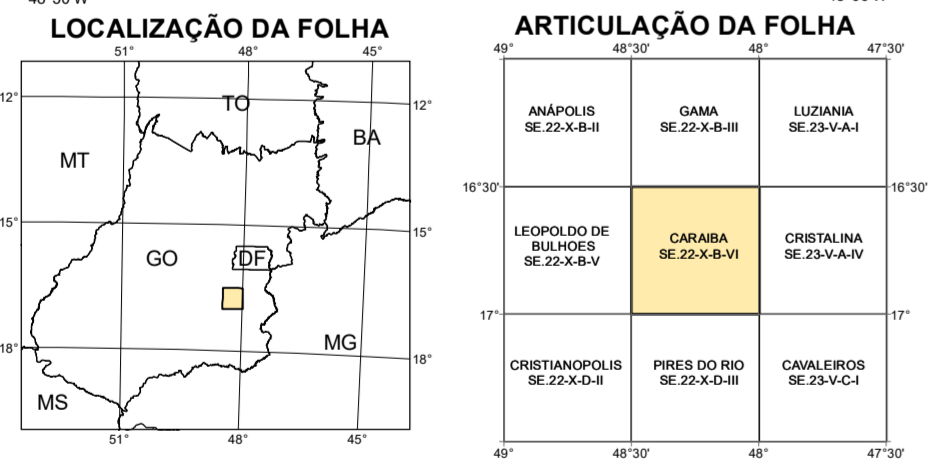 LOCALIZAÇÃO DA FOLHA
51°
48°
45°
12°
TO
12°
BA
MT
15°
15°
GO
DF
MG
18°
18°
MS
51°
48°
45°
ARTICULAÇÃO DA FOLHA
49°
48°30'
48°
47°30'
ANÁPOLIS
SE.22-X-B-II
GAMA
SE.22-X-B-III
LUZIANIA
SE.23-V-A-I
16°30'
16°30'
LEOPOLDO DE
BULHOES
SE.22-X-B-V
CARAIBA
SE.22-X-B-VI
CRISTALINA
SE.23-V-A-IV
17°
17°
CRISTIANOPOLIS
SE.22-X-D-II
PIRES DO RIO
SE.22-X-D-III
CAVALEIROS
SE.23-V-C-I
49°
48°30'
48°
47°30'